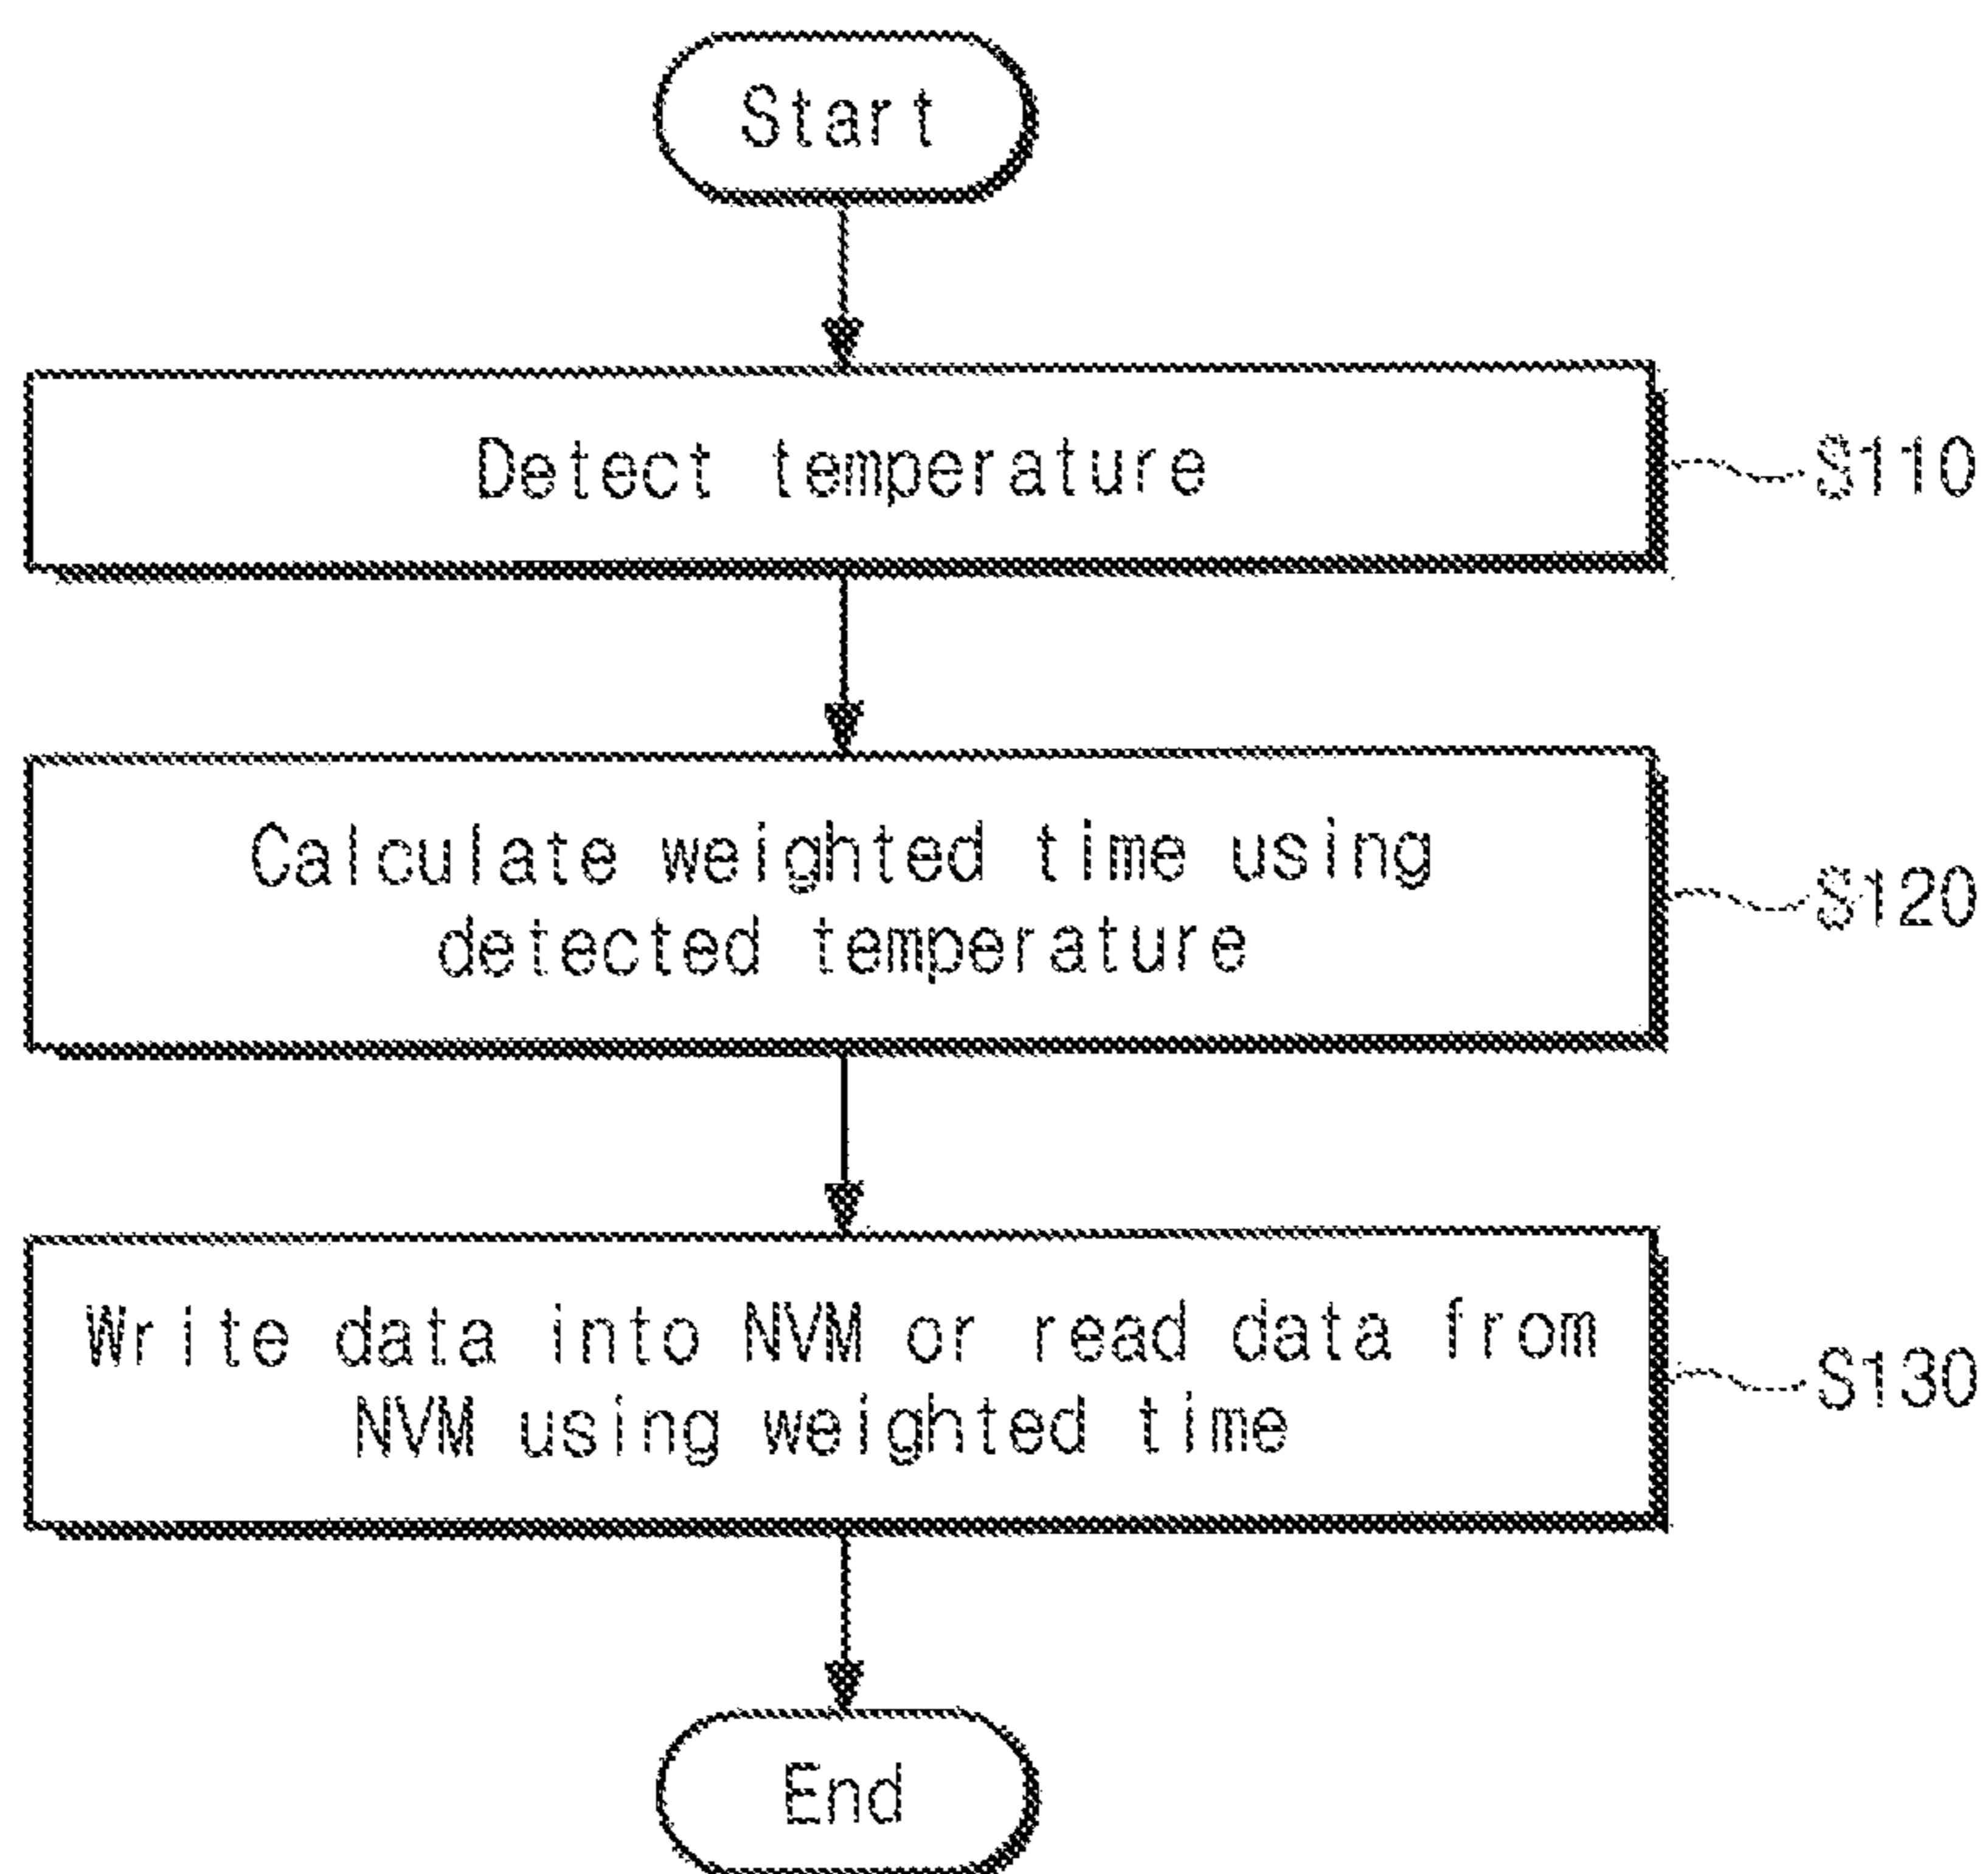 Start
Detect temperature
S110
Calculate weighted time using
detected temperature
S120
Write data into NVM or read data from
NVM using weighted time
S130
End